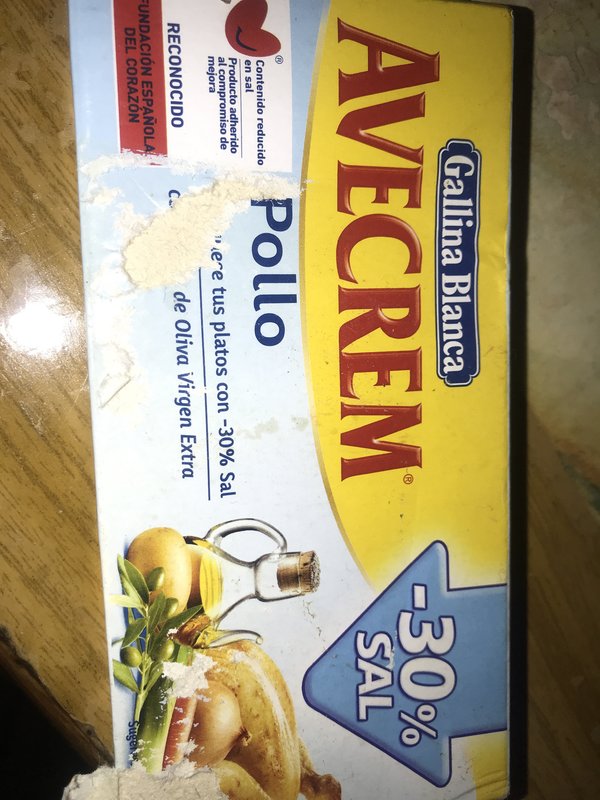 Gallina Blanca
AVECREM®
-30%
SAL
®
Contenido reducido
en sal
Producto adherido
al compromiso de
mejora
RECONOCIDO
FUNDACIÓN ESPAÑOLA
DEL CORAZÓN
Pollo
tus platos con -30% Sal
de Oliva Virgen Extra